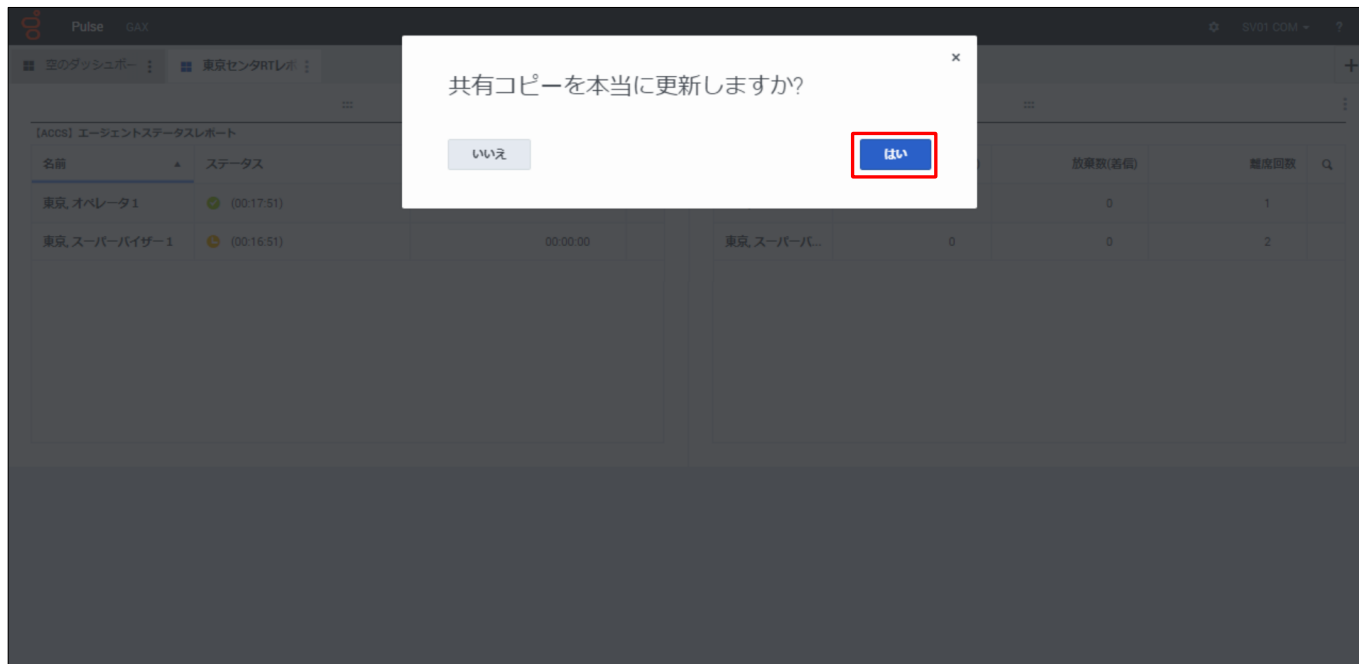 Pulse GAX SV01 COM ?
空のダッシュボー 東京センタRTレポ
共有コピーを本当に更新しますか?
いいえ はい
【ACCS】エージェントステータスレポート
名前 ステータス 放棄数(着信) 離席回数
東京, オペレータ1 (00:17:51) 0 1
東京, スーパーバイザー1 (00:16:51) 00:00:00 東京, スーパーバ... 0 0 2